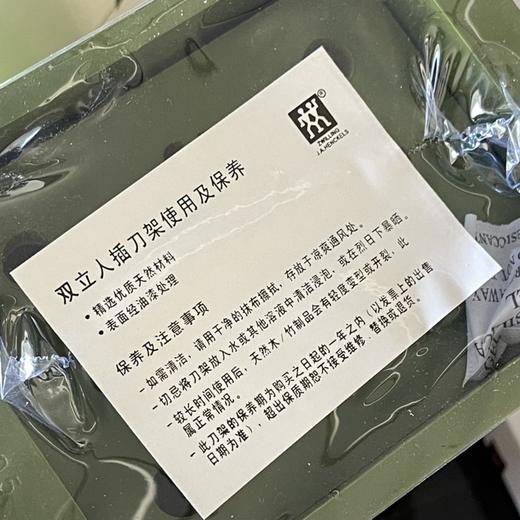 ZWILLING
J.A.HENCKELS
双立人插刀架使用及保养
• 精选优质天然材料
• 表面经油漆处理
保养及注意事项
- 如需清洁，请用干净的抹布擦拭，存放于凉爽通风处。
- 切忌将刀架放入水或其他溶液中清洁浸泡，或在烈日下暴晒。
- 较长时间使用后，天然木/竹制品会有轻度变形或开裂，此
属正常情况。
- 此刀架的保养期为购买之日起的一年之内（以发票上的出售
日期为准），超出保质期恕不接受维修、替换或退货。
DESICCANT
AWAY